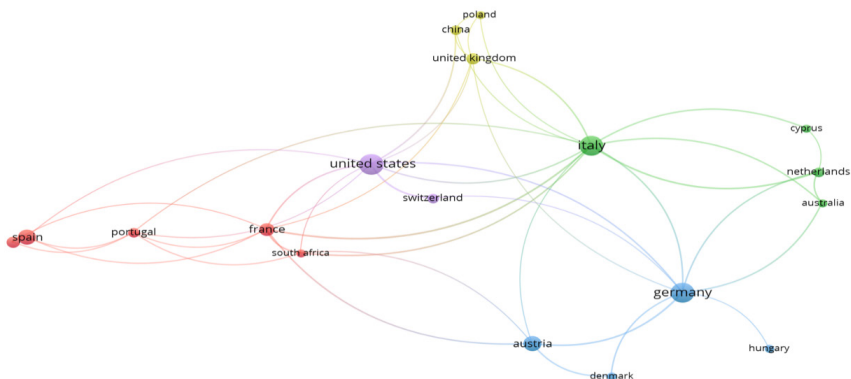 poland
china
united kingdom
cyprus
italy
united states
netherlands
switzerland
australia
france
portugal
spain
south africa
germany
austria
hungary
denmark